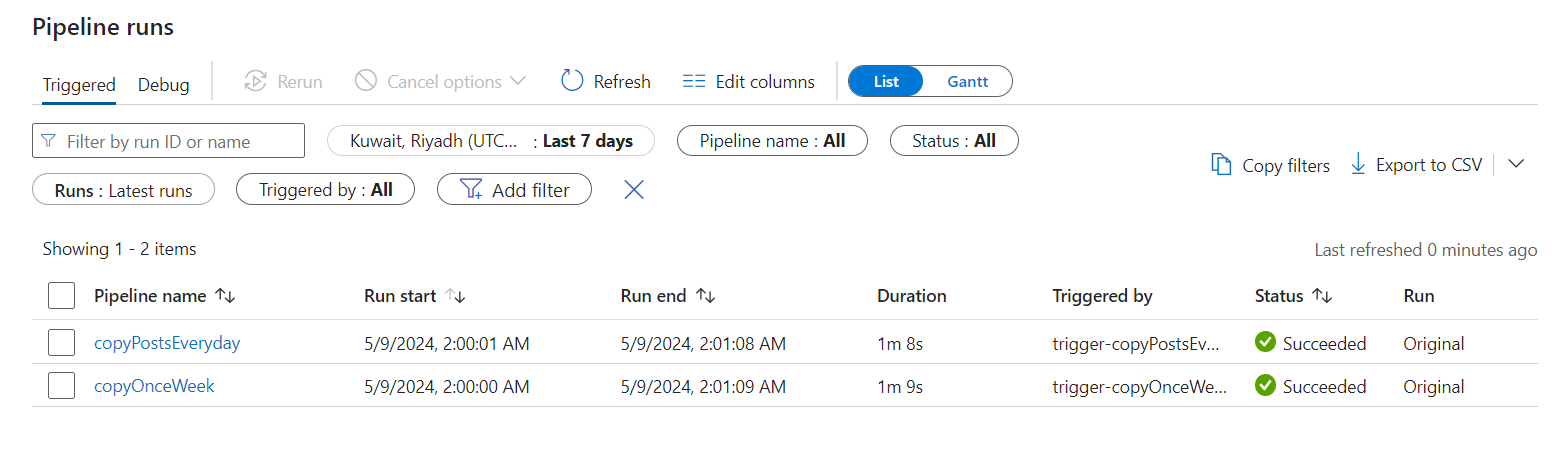 Pipeline runs
Triggered Debug Rerun Cancel options Refresh Edit columns List Gantt
Filter by run ID or name Kuwait, Riyadh (UTC... : Last 7 days Pipeline name : All Status : All
Copy filters Export to CSV
Runs : Latest runs Triggered by : All Add filter
Showing 1 - 2 items Last refreshed 0 minutes ago
Pipeline name Run start Run end Duration Triggered by Status Run
copyPostsEveryday 5/9/2024, 2:00:01 AM 5/9/2024, 2:01:08 AM 1m 8s trigger-copyPostsEv... Succeeded Original
copyOnceWeek 5/9/2024, 2:00:00 AM 5/9/2024, 2:01:09 AM 1m 9s trigger-copyOnceWe... Succeeded Original